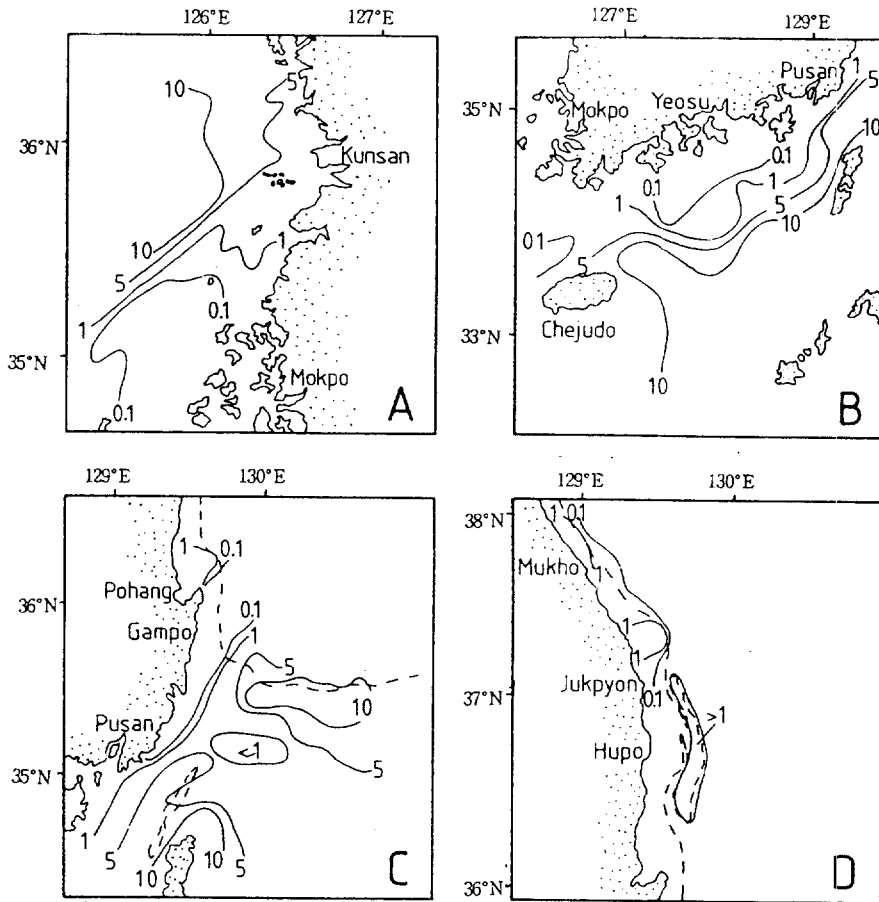 126°E 127°E
10
5
36°N
Kunsan
10
5
1
1
0.1
0.1
35°N
Mokpo
A
127°E 129°E
Pusan
1
5
35°N
Mokpo
Yeosu
10
0.1
0.1
1
1
5
10
01
5
Chejudo
33°N
10
B
129°E 130°E
1
0.1
Pohang
36°N
0.1
Gampo
1
5
10
Pusan
<1
35°N
5
1
5
10
10
5
C
129°E 130°E
38°N
1
01
Mukho
1
1
1
Jukpyon
0.1
37°N
>1
Hupo
36°N
D